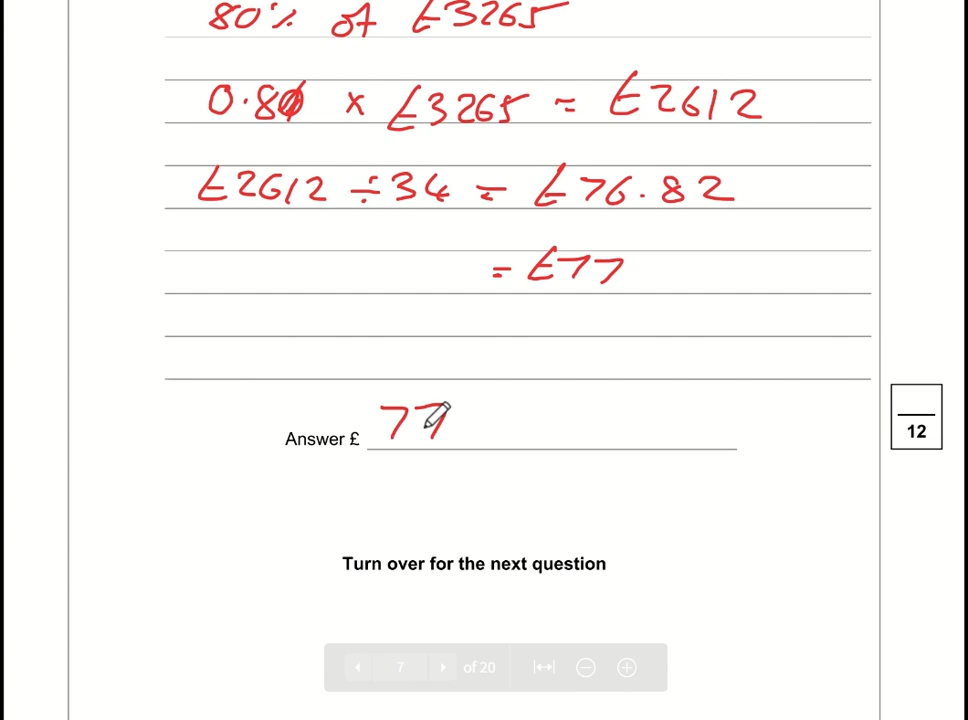 80% of £3265
0.80 × £3265 = £2612
£2612 ÷ 34 = £76.82
= £77
12
Answer £ 77
Turn over for the next question
7 of 20